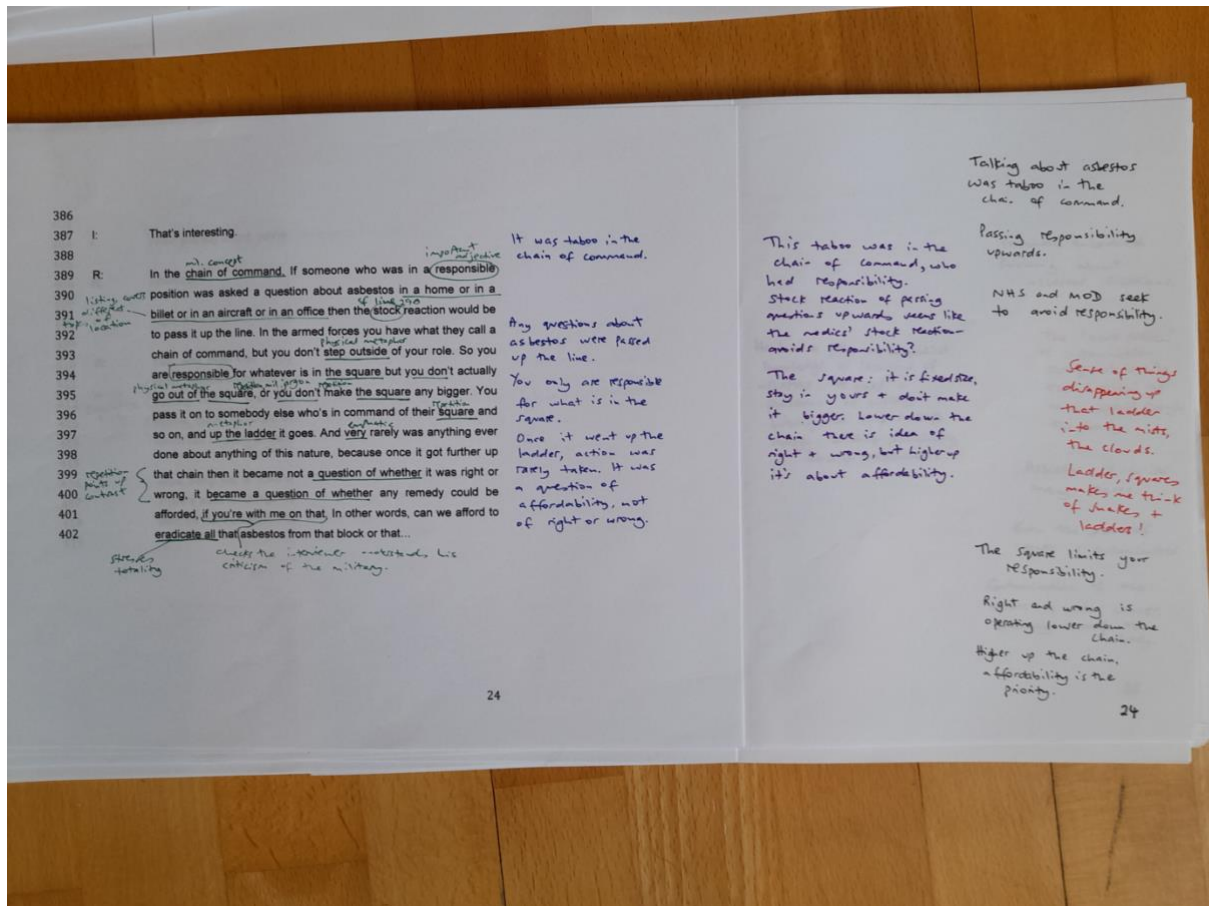 386
387 I: That's interesting.
388
mil. concept
important adjective
389 R: In the chain of command. If someone who was in a responsible
390 position was asked a question about asbestos in a home or in a
listing covers different of location
cf line 370
391 billet or in an aircraft or in an office then the stock reaction would be
392 to pass it up the line. In the armed forces you have what they call a
physical metaphor
393 chain of command, but you don't step outside of your role. So you
394 are responsible for whatever is in the square but you don't actually
physical metaphor mil jargon
395 go out of the square, or you don't make the square any bigger. You
396 pass it on to somebody else who's in command of their square and
metaphor emphatic
397 so on, and up the ladder it goes. And very rarely was anything ever
398 done about anything of this nature, because once it got further up
399 that chain then it became not a question of whether it was right or
repetition points up contrast
400 wrong, it became a question of whether any remedy could be
401 afforded, if you're with me on that. In other words, can we afford to
402 eradicate all that asbestos from that block or that...
stresses totality
checks the interviewer understands his
criticism of the military.
24
It was taboo in the
chain of command.
Any questions about
asbestos were passed
up the line.
You only are responsible
for what is in the
square.
Once it went up the
ladder, action was
rarely taken. It was
a question of
affordability, not
of right or wrong.
This taboo was in the
chain of command, who
had responsibility.
Stock reaction of passing
questions upwards seems like
the medics' stock reaction -
avoids responsibility?
The square: it is fixed size,
stay in yours + don't make
it bigger. Lower down the
chain there is idea of
right + wrong, but higher up
it's about affordability.
Talking about asbestos
was taboo in the
chain of command.
Passing responsibility
upwards.
NHS and MOD seek
to avoid responsibility.
Sense of things
disappearing up
that ladder
into the mists,
the clouds.
Ladder, squares
makes me think
of snakes +
ladders!
The square limits your
responsibility.
Right and wrong is
operating lower down the
chain.
Higher up the chain,
affordability is the
priority.
24